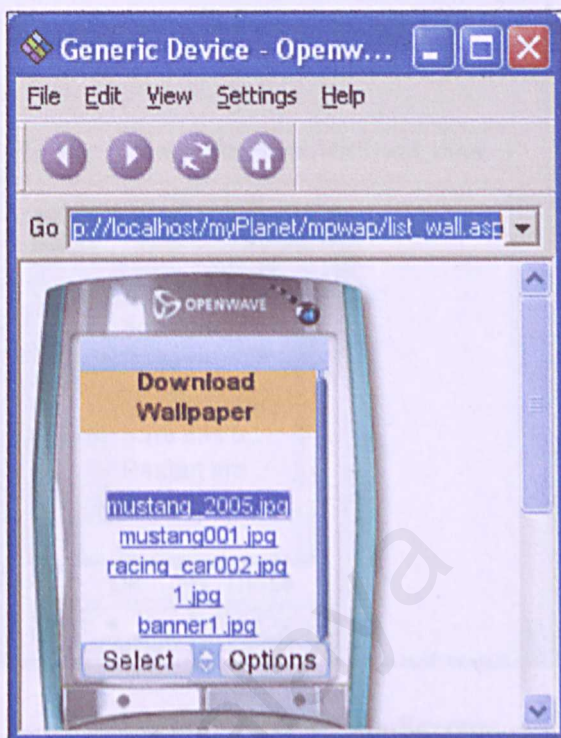 Generic Device - Openw...
File Edit View Settings Help
Go p://localhost/myPlanet/mpwap/list_wall.asp
OPENWAVE
Download
Wallpaper
mustang_2005.jpg
mustang001.jpg
racing_car002.jpg
1.jpg
banner1.jpg
Select Options